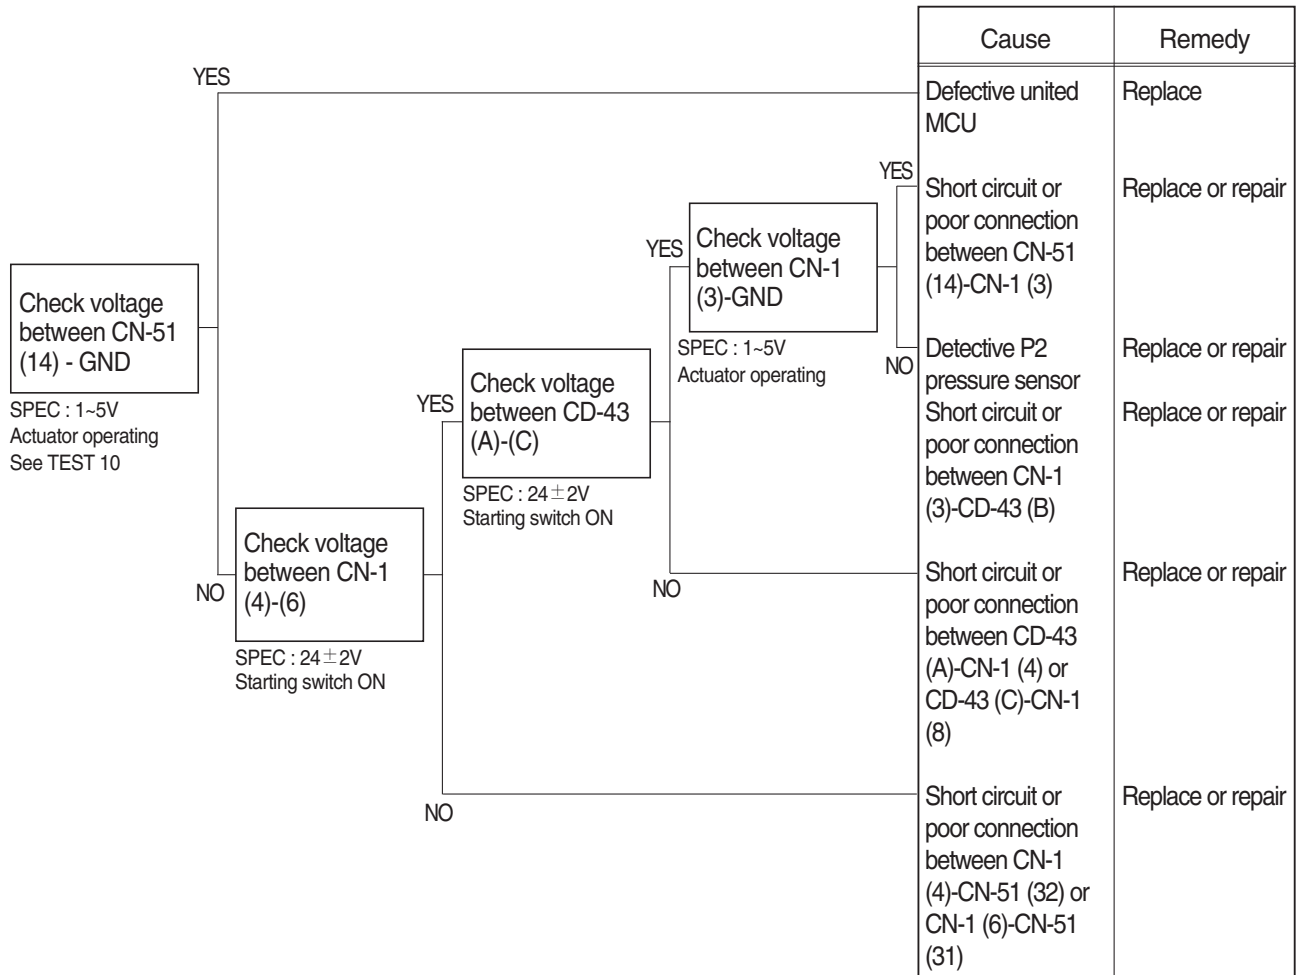 Cause
Remedy
YES
Defective united
MCU
Replace
YES
Short circuit or
poor connection
between CN-51
(14)-CN-1 (3)
Replace or repair
YES
Check voltage
between CN-1
(3)-GND
SPEC : 1~5V
Actuator operating
NO
Detective P2
pressure sensor
Replace or repair
Short circuit or
poor connection
between CN-1
(3)-CD-43 (B)
Replace or repair
Check voltage
between CN-51
(14) - GND
SPEC : 1~5V
Actuator operating
See TEST 10
YES
Check voltage
between CD-43
(A)-(C)
SPEC : 24±2V
Starting switch ON
NO
Short circuit or
poor connection
between CD-43
(A)-CN-1 (4) or
CD-43 (C)-CN-1
(8)
Replace or repair
NO
Check voltage
between CN-1
(4)-(6)
SPEC : 24±2V
Starting switch ON
NO
Short circuit or
poor connection
between CN-1
(4)-CN-51 (32) or
CN-1 (6)-CN-51
(31)
Replace or repair